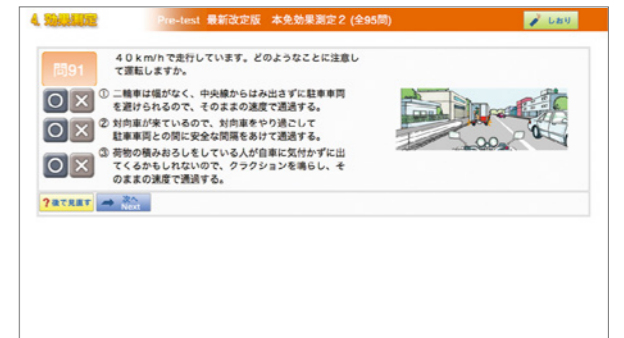 4. 効果測定
Pre-test 最新改定版 本免効果測定2 (全95問)
しおり
問91
40km/hで走行しています。どのようなことに注意し
て運転しますか。
① 二輪車は幅がなく、中央線からはみ出さずに駐車車両
を避けられるので、そのままの速度で通過する。
② 対向車が来ているので、対向車をやり過ごして
駐車車両との間に安全な間隔をあけて通過する。
③ 荷物の積みおろしをしている人が自車に気付かずに出
てくるかもしれないので、クラクションを鳴らし、そ
のままの速度で通過する。
?後で見直す
次へ
Next